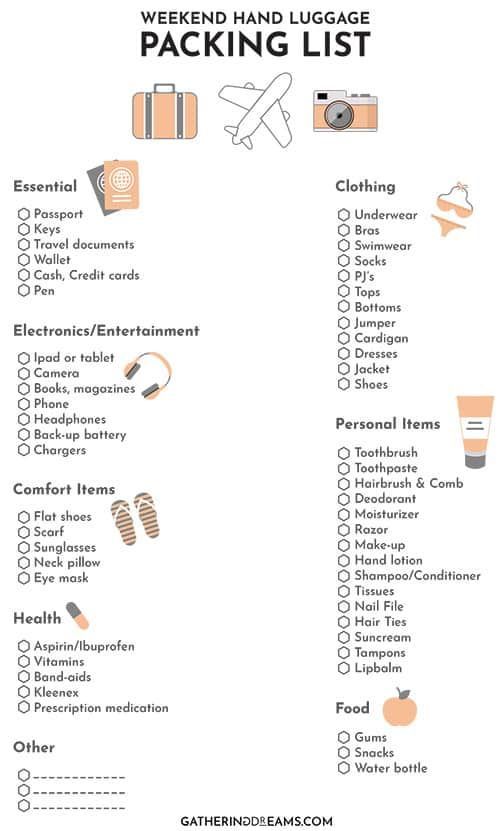 WEEKEND HAND LUGGAGE
PACKING LIST
Essential
Passport
Keys
Travel documents
Wallet
Cash, Credit cards
Pen
Electronics/Entertainment
Ipad or tablet
Camera
Books, magazines
Phone
Headphones
Back-up battery
Chargers
Comfort Items
Flat shoes
Scarf
Sunglasses
Neck pillow
Eye mask
Health
Aspirin/Ibuprofen
Vitamins
Band-aids
Kleenex
Prescription medication
Other
Clothing
Underwear
Bras
Swimwear
Socks
PJ's
Tops
Bottoms
Jumper
Cardigan
Dresses
Jacket
Shoes
Personal Items
Toothbrush
Toothpaste
Hairbrush & Comb
Deodorant
Moisturizer
Razor
Make-up
Hand lotion
Shampoo/Conditioner
Tissues
Nail File
Hair Ties
Suncream
Tampons
Lipbalm
Food
Gums
Snacks
Water bottle
GATHERINGDREAMS.COM